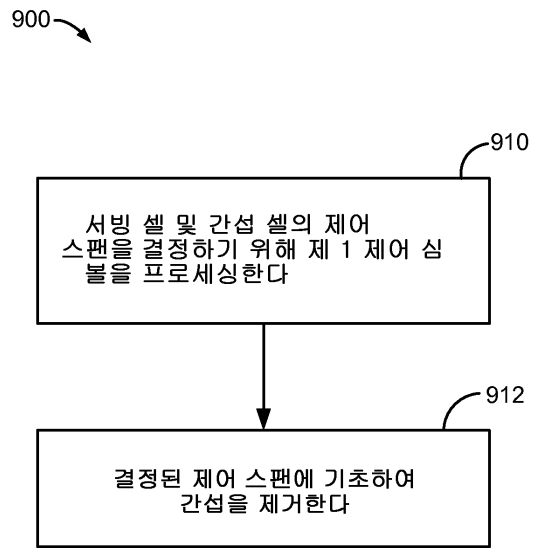 900
910
서빙 셀 및 간섭 셀의 제어
스팬을 결정하기 위해 제 1 제어 심
볼을 프로세싱한다
912
결정된 제어 스팬에 기초하여
간섭을 제거한다